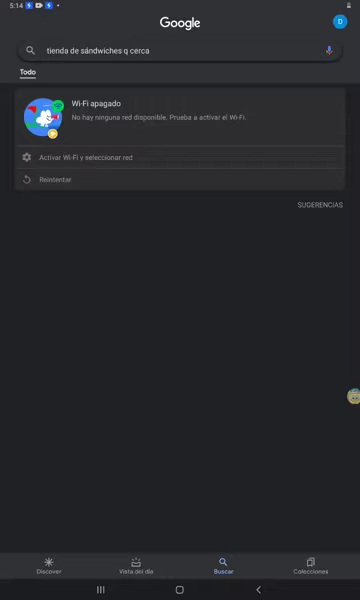 5:14
Google
D
tienda de sándwiches q cerca
Todo
Wi-Fi apagado
No hay ninguna red disponible. Prueba a activar el Wi-Fi.
Activar Wi-Fi y seleccionar red
Reintentar
SUGERENCIAS
Discover
Vista del día
Buscar
Colecciones